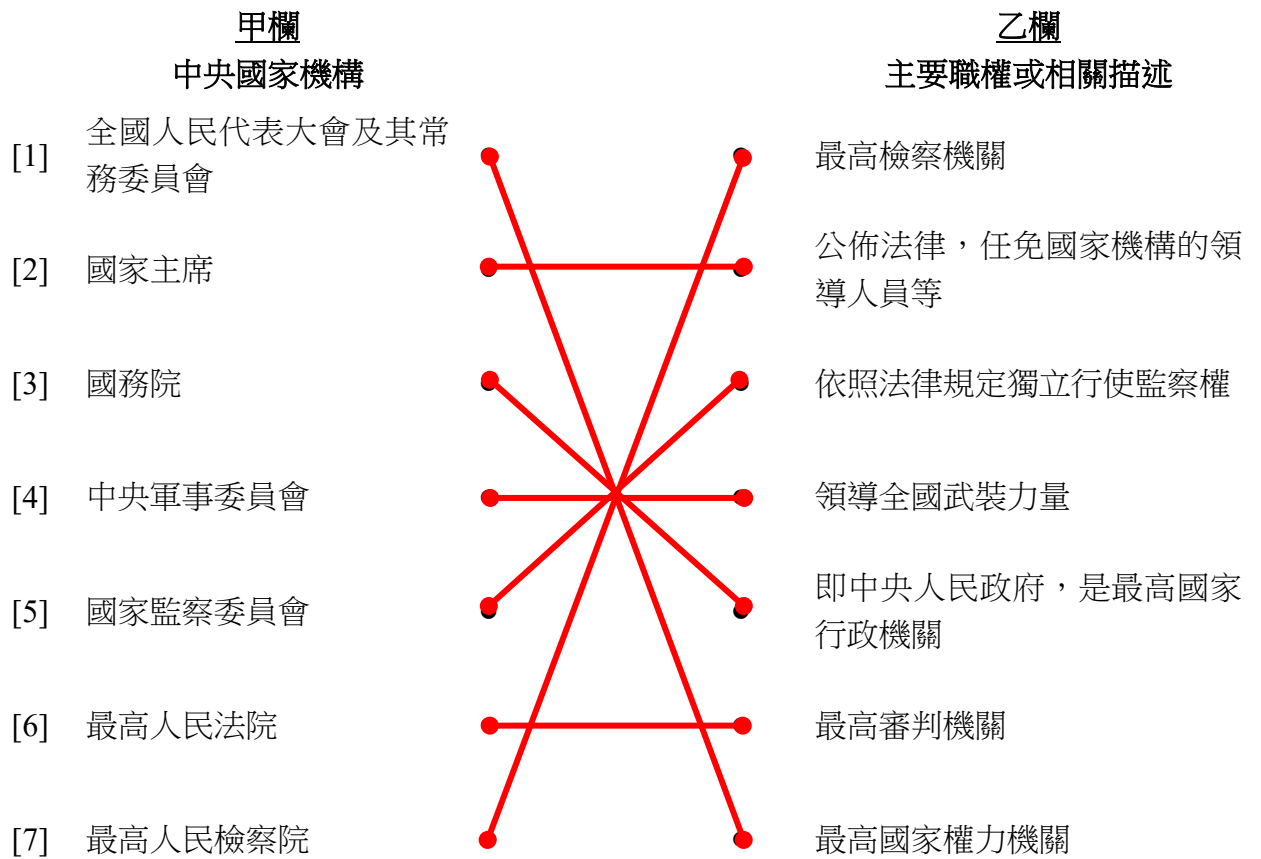 甲欄
中央國家機構
乙欄
主要職權或相關描述
[1] 全國人民代表大會及其常
務委員會
最高檢察機關
[2] 國家主席
公佈法律，任免國家機構的領
導人員等
[3] 國務院
依照法律規定獨立行使監察權
[4] 中央軍事委員會
領導全國武裝力量
[5] 國家監察委員會
即中央人民政府，是最高國家
行政機關
[6] 最高人民法院
最高審判機關
[7] 最高人民檢察院
最高國家權力機關